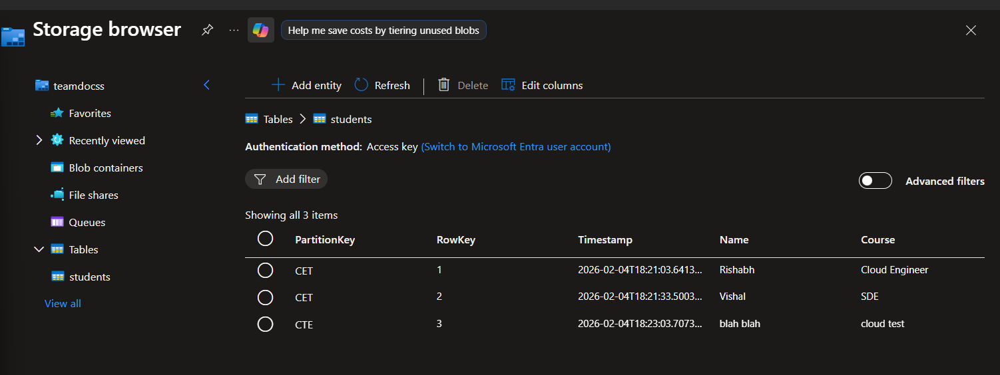 Storage browser
... Help me save costs by tiering unused blobs
teamdocss
Favorites
Recently viewed
Blob containers
File shares
Queues
Tables
students
View all
Add entity Refresh Delete Edit columns
Tables > students
Authentication method: Access key (Switch to Microsoft Entra user account)
Add filter Advanced filters
Showing all 3 items
PartitionKey RowKey Timestamp Name Course
CET 1 2026-02-04T18:21:03.6413... Rishabh Cloud Engineer
CET 2 2026-02-04T18:21:33.5003... Vishal SDE
CTE 3 2026-02-04T18:23:03.7073... blah blah cloud test